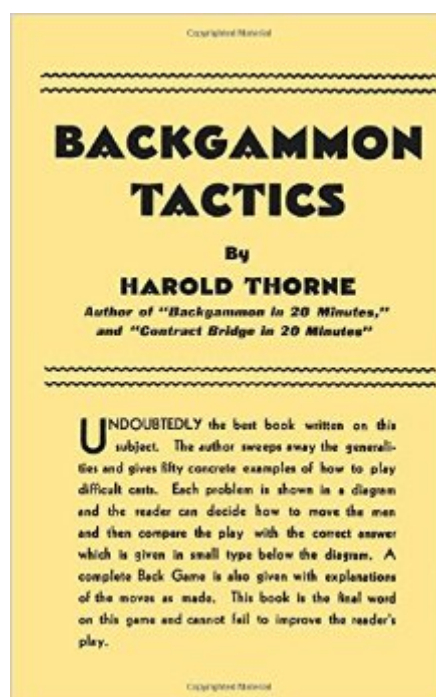 Copyrighted Material
BACKGAMMON
TACTICS
By
HAROLD THORNE
Author of "Backgammon in 20 Minutes,"
and "Contract Bridge in 20 Minutes"
UNDOUBTEDLY the best book written on this
subject. The author sweeps away the generali-
ties and gives fifty concrete examples of how to play
difficult casts. Each problem is shown in a diagram
and the reader can decide how to move the men
and then compare the play with the correct answer
which is given in small type below the diagram. A
complete Back Game is also given with explanations
of the moves as made. This book is the final word
on this game and cannot fail to improve the reader's
play.
Copyrighted Material